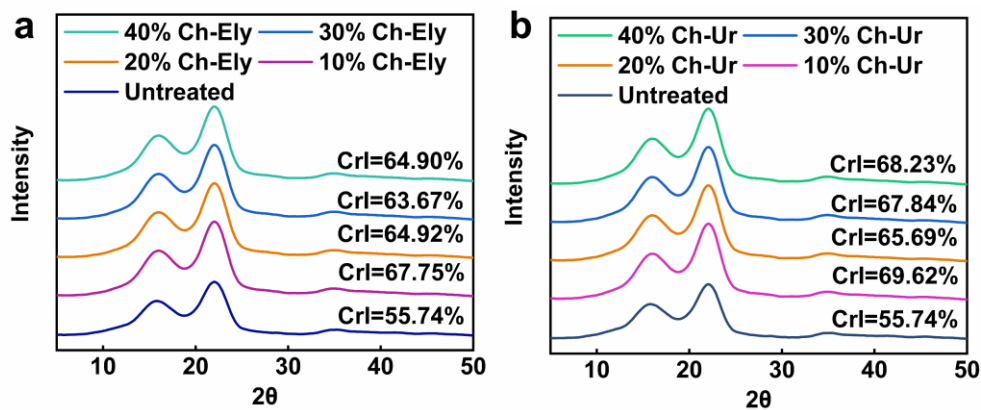 a
40% Ch-Ely 30% Ch-Ely
20% Ch-Ely 10% Ch-Ely
Untreated
CrI=64.90%
CrI=63.67%
CrI=64.92%
CrI=67.75%
CrI=55.74%
Intensity
10 20 30 40 50
2θ
b
40% Ch-Ur 30% Ch-Ur
20% Ch-Ur 10% Ch-Ur
Untreated
CrI=68.23%
CrI=67.84%
CrI=65.69%
CrI=69.62%
CrI=55.74%
Intensity
10 20 30 40 50
2θ